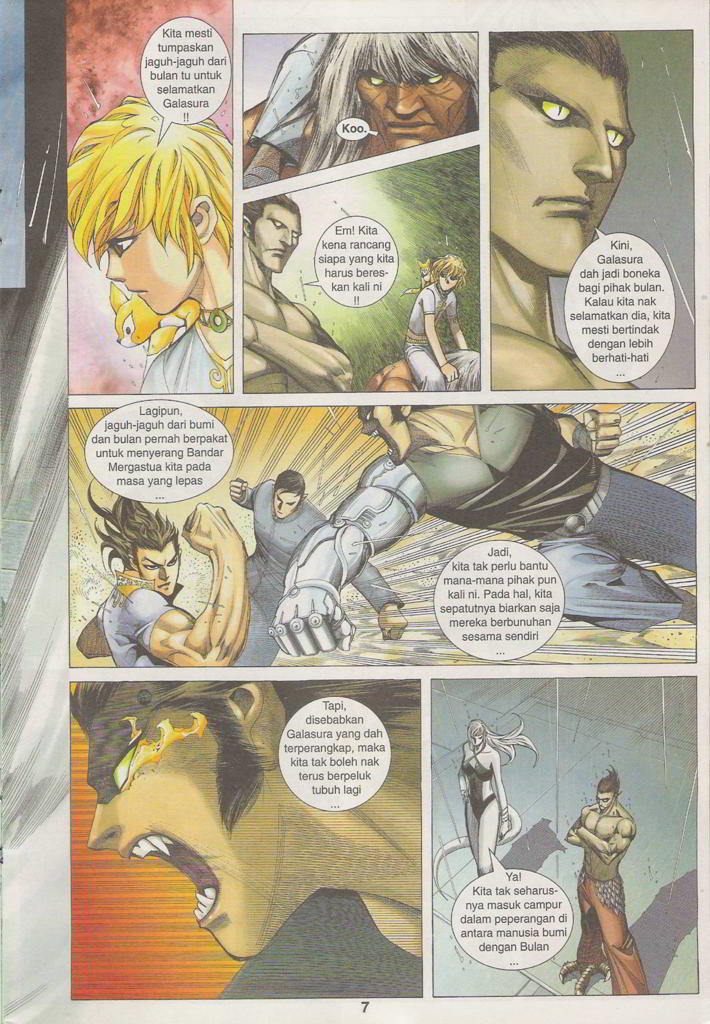 Kita mesti
tumpaskan
jaguh-jaguh dari
bulan tu untuk
selamatkan
Galasura
!!
Koo..
Em! Kita
kena rancang
siapa yang kita
harus beres-
kan kali ni
!!
Kini,
Galasura
dah jadi boneka
bagi pihak bulan.
Kalau kita nak
selamatkan dia, kita
mesti bertindak
dengan lebih
berhati-hati
...
Lagipun,
jaguh-jaguh dari bumi
dan bulan pernah berpakat
untuk menyerang Bandar
Mergastua kita pada
masa yang lepas
...
Jadi,
kita tak perlu bantu
mana-mana pihak pun
kali ni. Pada hal, kita
sepatutnya biarkan saja
mereka berbunuhan
sesama sendiri
...
Tapi,
disebabkan
Galasura yang dah
terperangkap, maka
kita tak boleh nak
terus berpeluk
tubuh lagi
...
Ya!
Kita tak seharus-
nya masuk campur
dalam peperangan di
antara manusia bumi
dengan Bulan
...
7